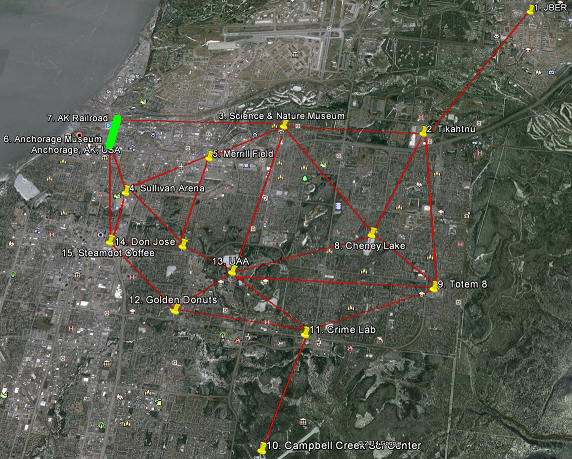 1. JBER
7. AK Railroad
3. Science & Nature Museum
2. Tikahtnu
6. Anchorage Museum
Anchorage, AK, USA
5. Merrill Field
4. Sullivan Arena
14. Don Jose
8. Cheney Lake
15. Steamdot Coffee
13. UAA
9. Totem 8
12. Golden Donuts
11. Crime Lab
10. Campbell Creek Sci Center